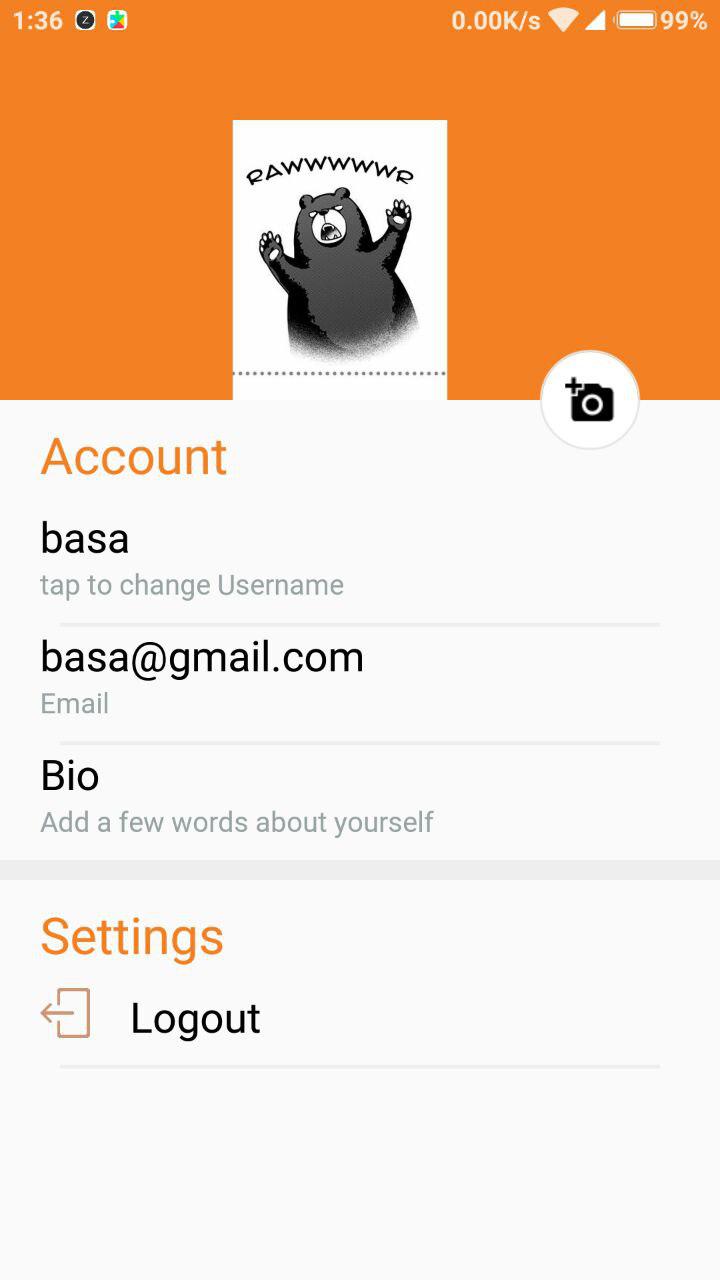 1:36 Z 0.00K/s 99%
RAWWWWWR
Account
basa
tap to change Username
basa@gmail.com
Email
Bio
Add a few words about yourself
Settings
Logout